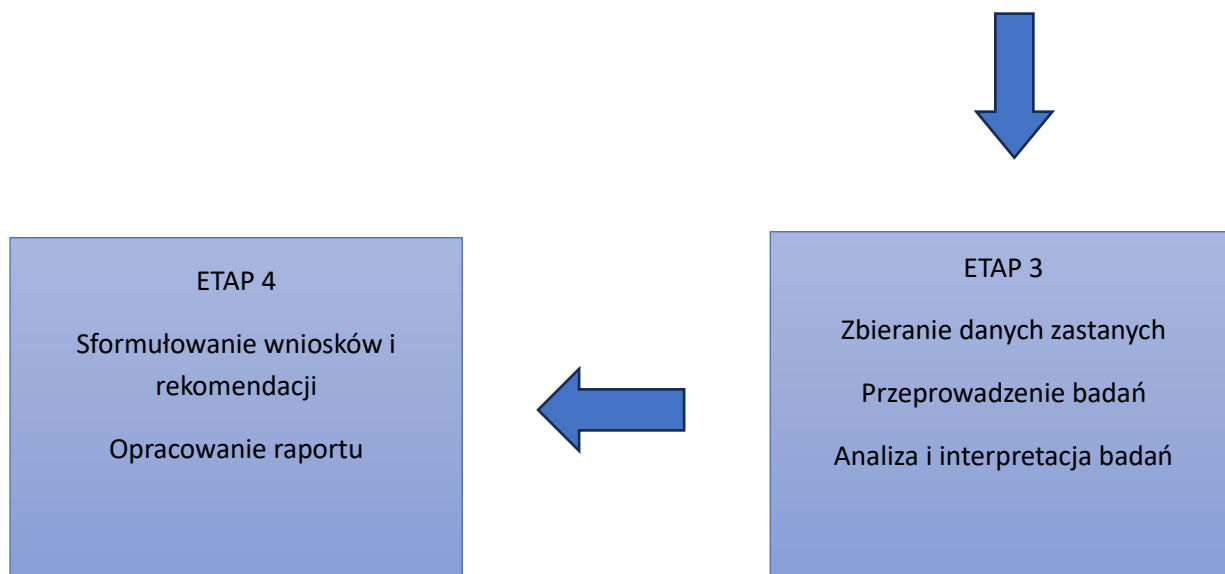 ETAP 4
Sformułowanie wniosków i
rekomendacji
Opracowanie raportu
ETAP 3
Zbieranie danych zastanych
Przeprowadzenie badań
Analiza i interpretacja badań